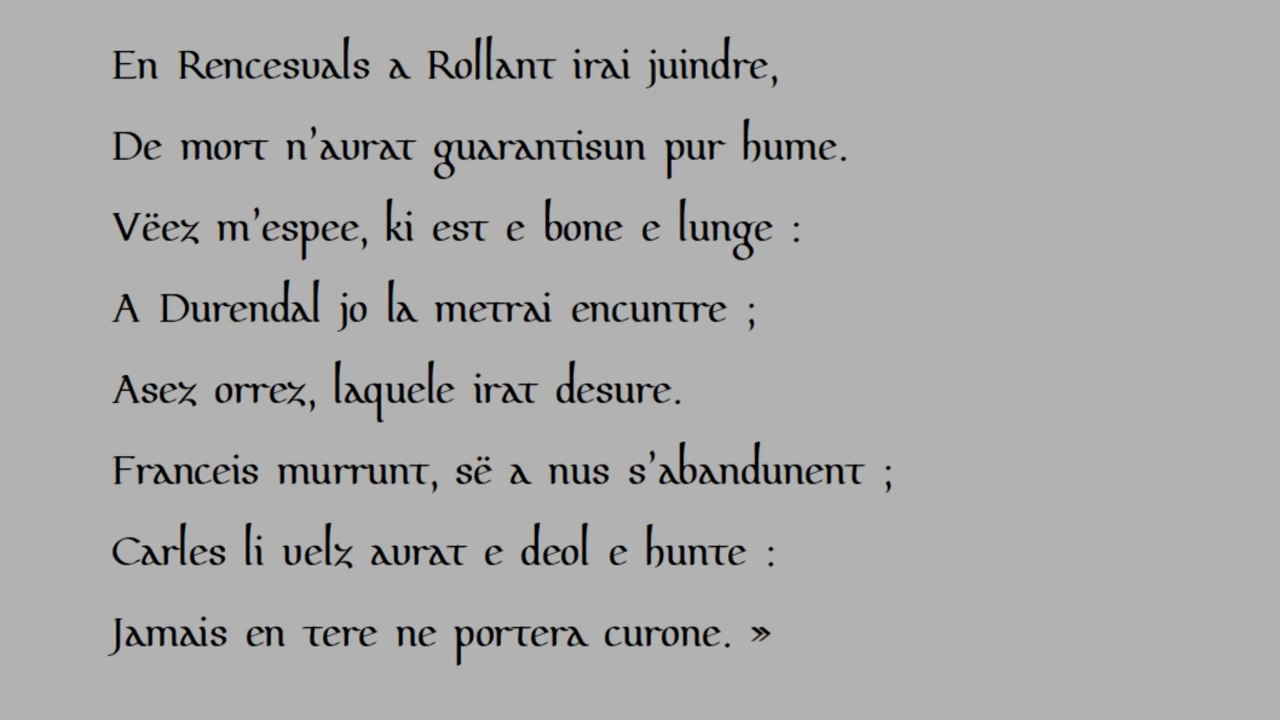 En Rencesvals a Rollant irai juindre,
De mort n’avrat guarantisun pur hume.
Vëez m’espee, ki est e bone e lunge :
A Durendal jo la metrai encuntre ;
Asez orrez, laquele irat desure.
Franceis murrunt, së a nus s’abandunent ;
Carles li velz avrat e deol e hunte :
Jamais en tere ne portera curone. »